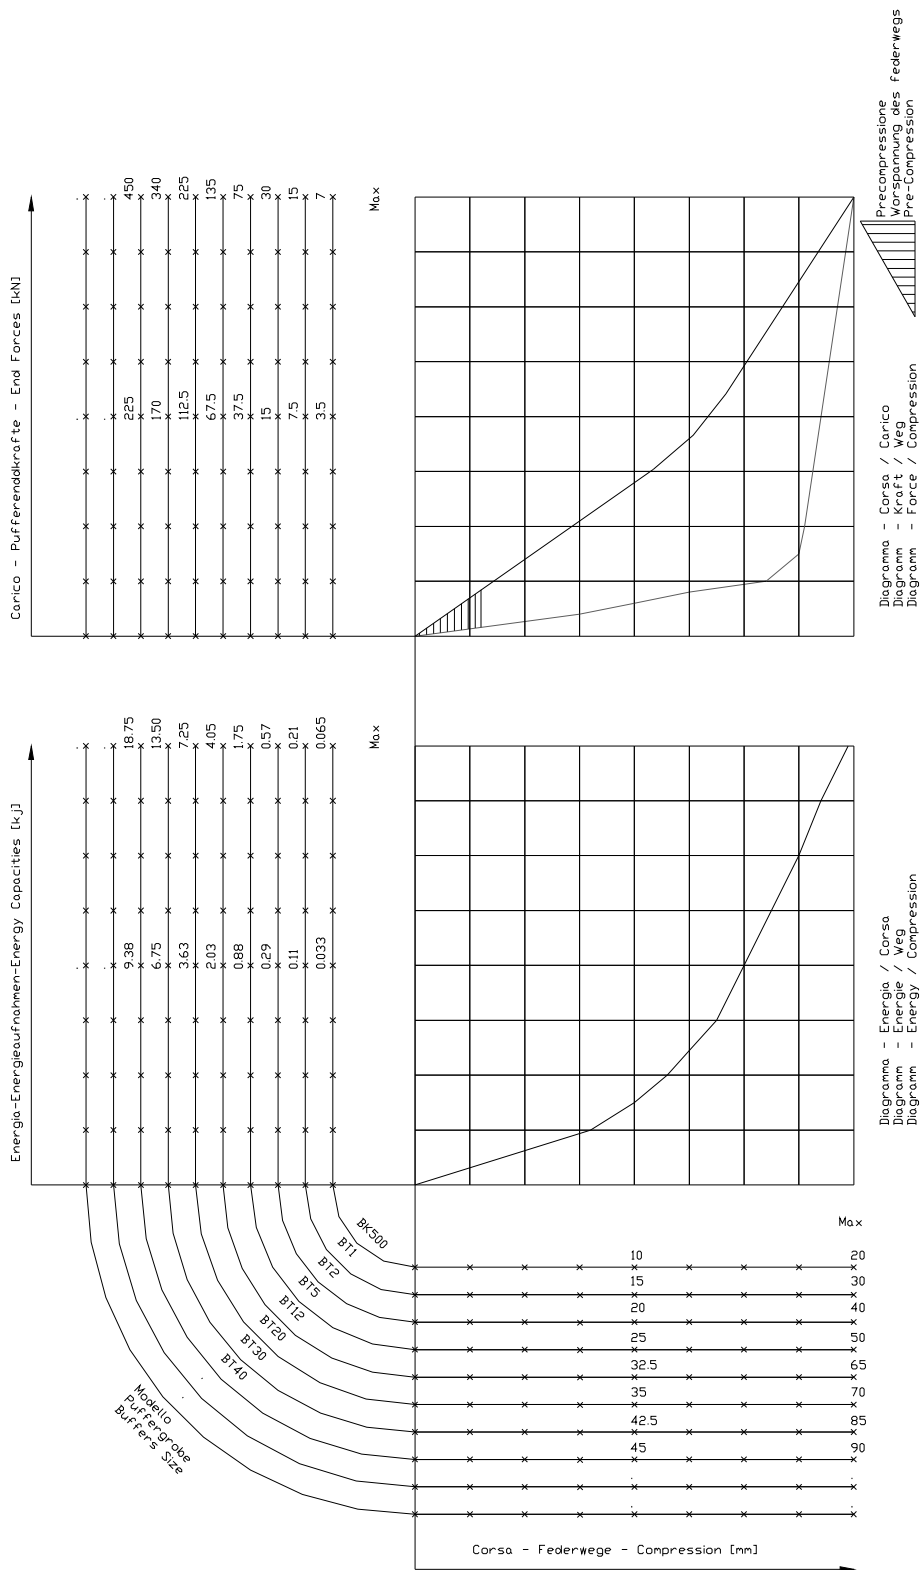 Carico - Pufferenddkrafte - End Forces [kN]
450
340
225
135
75
30
15
7
Max
225
170
112.5
67.5
37.5
15
7.5
3.5
Precompressione
Worspannung des federwegs
Pre-Compression
Diagramma - Corsa / Carico
Diagramm - Kraft / Weg
Diagramm - Force / Compression
Energia-Energieaufnahmen-Energy Capacities [kj]
18.75
13.50
7.25
4.05
1.75
0.57
0.21
0.065
Max
9.38
6.75
3.63
2.03
0.88
0.29
0.11
0.033
Diagramma - Energia / Corsa
Diagramm - Energie / Weg
Diagramm - Energy / Compression
BK500
BT1
BT2
BT5
BT12
BT20
BT30
BT40
Modello
Puffergrobe
Buffers Size
Max
10 20
15 30
20 40
25 50
32.5 65
35 70
42.5 85
45 90
Corsa - Federwege - Compression [mm]